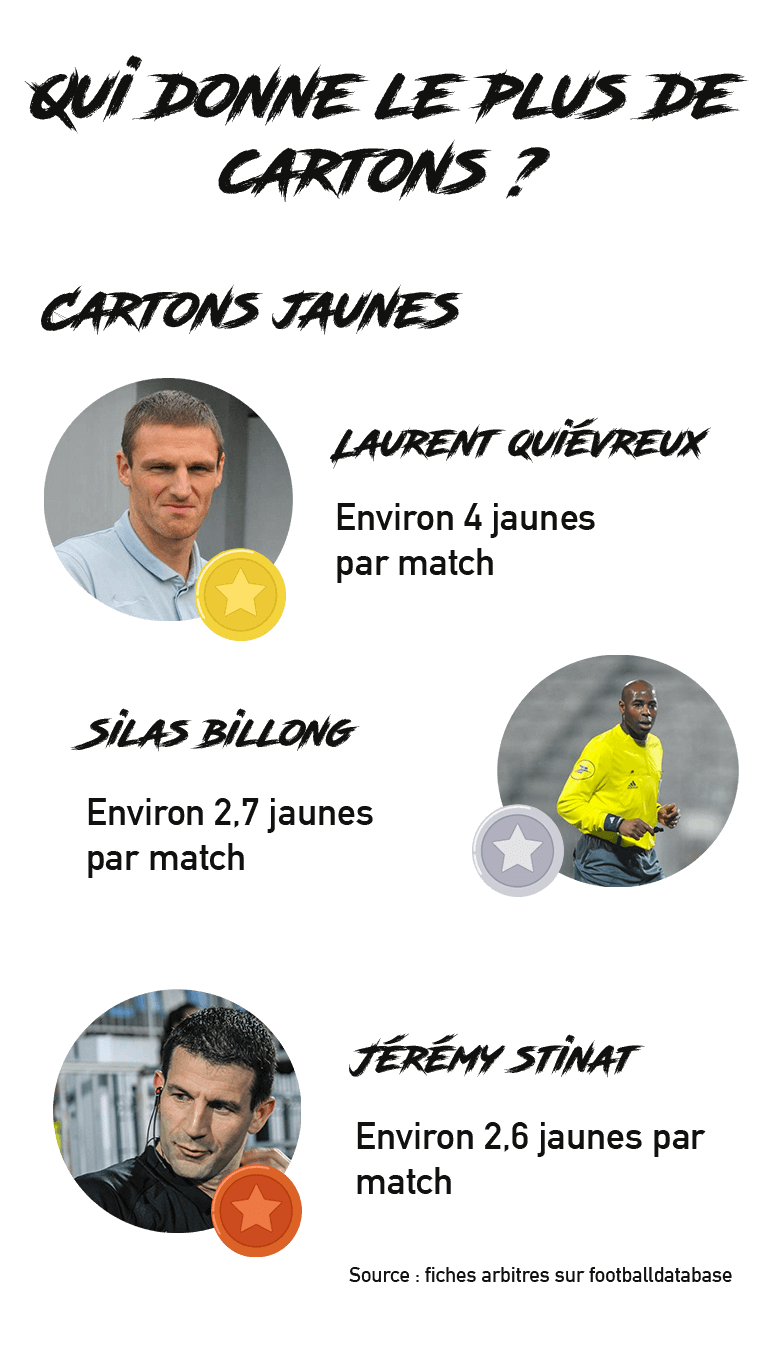 QUI DONNE LE PLUS DE
CARTONS ?
CARTONS JAUNES
LAURENT QUIÉVREUX
Environ 4 jaunes
par match
SILAS BILLONG
Environ 2,7 jaunes
par match
JÉRÉMY STINAT
Environ 2,6 jaunes par
match
Source : fiches arbitres sur footballdatabase